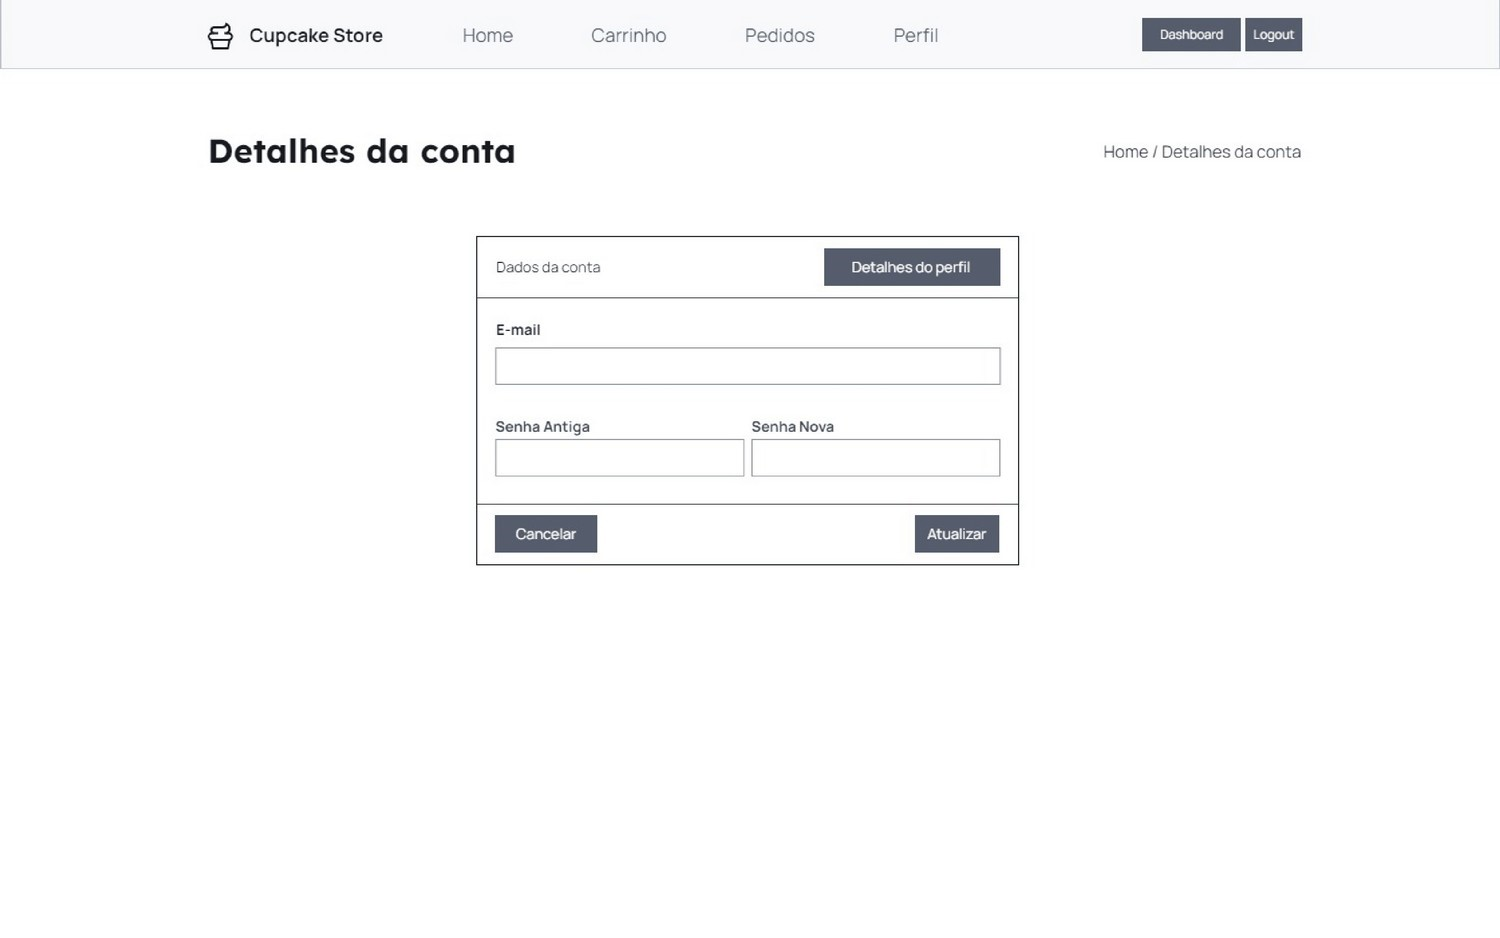 Cupcake Store Home Carrinho Pedidos Perfil Dashboard Logout
Detalhes da conta Home / Detalhes da conta
Dados da conta Detalhes do perfil
E-mail
Senha Antiga Senha Nova
Cancelar Atualizar